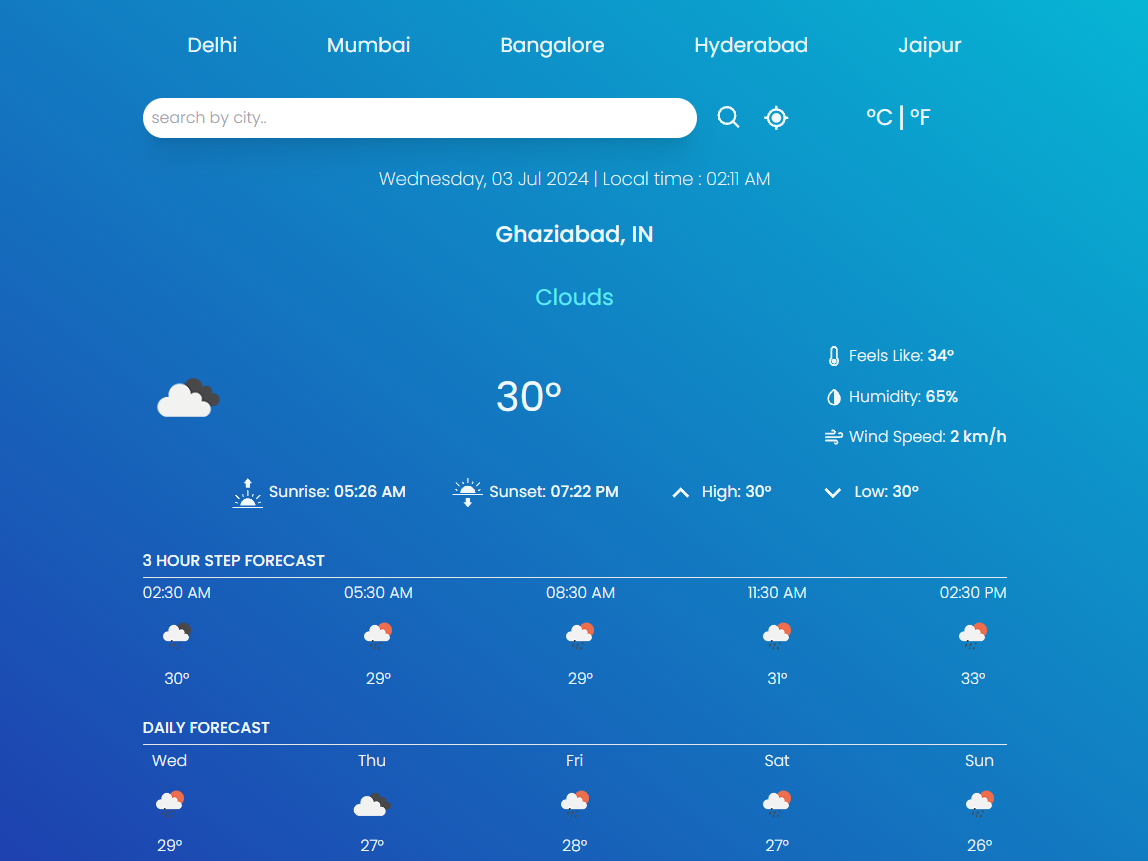 Delhi Mumbai Bangalore Hyderabad Jaipur
search by city..
°C | °F
Wednesday, 03 Jul 2024 | Local time : 02:11 AM
Ghaziabad, IN
Clouds
30°
Feels Like: 34°
Humidity: 65%
Wind Speed: 2 km/h
Sunrise: 05:26 AM Sunset: 07:22 PM High: 30° Low: 30°
3 HOUR STEP FORECAST
02:30 AM 05:30 AM 08:30 AM 11:30 AM 02:30 PM
30° 29° 29° 31° 33°
DAILY FORECAST
Wed Thu Fri Sat Sun
29° 27° 28° 27° 26°